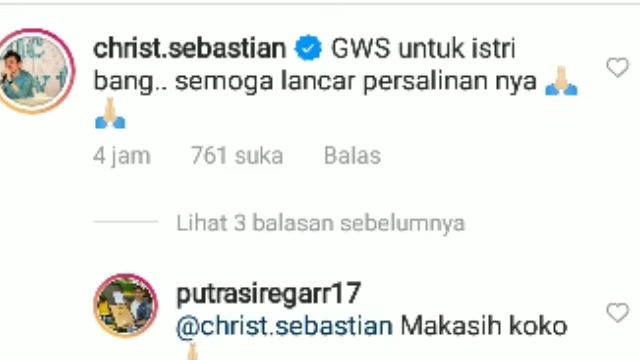 christ.sebastian GWS untuk istri
bang.. semoga lancar persalinan nya 🙏🏼
🙏🏼
4 jam 761 suka Balas
Lihat 3 balasan sebelumnya
putrasiregarr17
@christ.sebastian Makasih koko